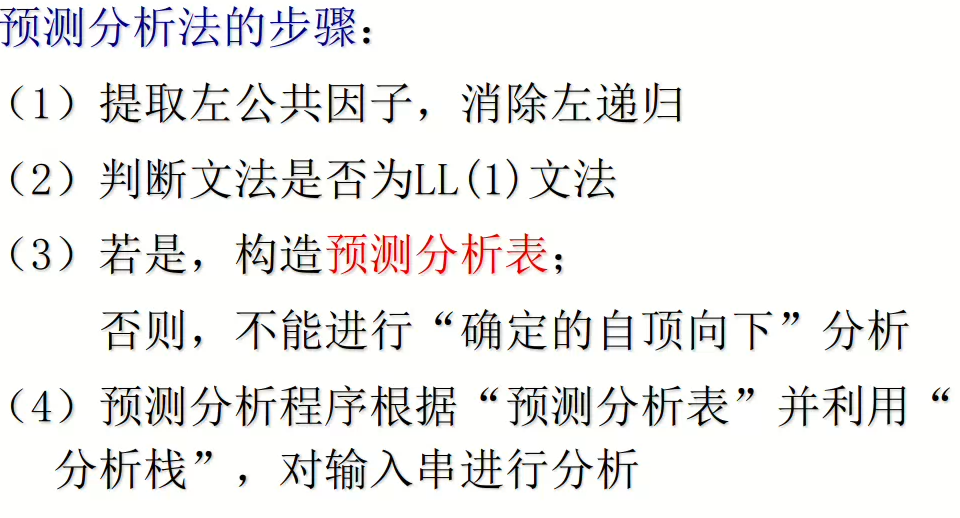 预测分析法的步骤：
（1）提取左公共因子，消除左递归
（2）判断文法是否为LL(1)文法
（3）若是，构造预测分析表；
否则，不能进行“确定的自顶向下”分析
（4）预测分析程序根据“预测分析表”并利用“
分析栈”，对输入串进行分析